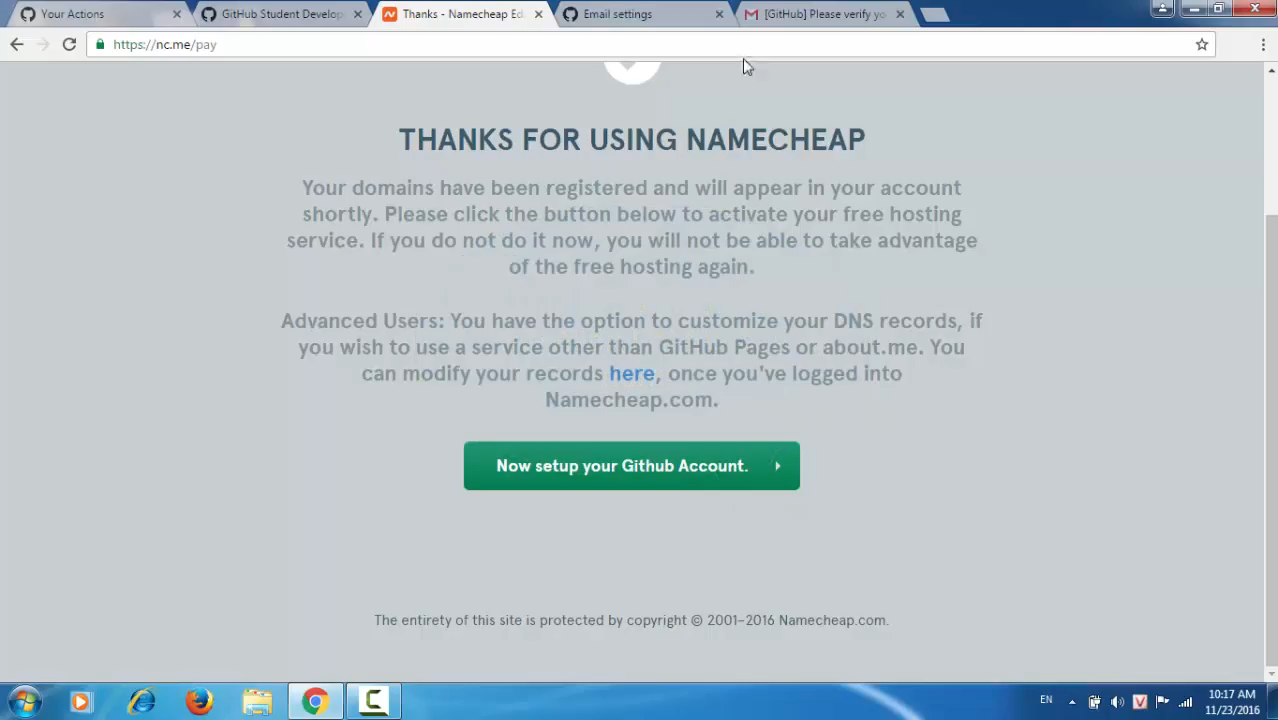 Your Actions
GitHub Student Develop
Thanks - Namecheap Ed
Email settings
[GitHub] Please verify yo
https://nc.me/pay
THANKS FOR USING NAMECHEAP
Your domains have been registered and will appear in your account
shortly. Please click the button below to activate your free hosting
service. If you do not do it now, you will not be able to take advantage
of the free hosting again.
Advanced Users: You have the option to customize your DNS records, if
you wish to use a service other than GitHub Pages or about.me. You
can modify your records here, once you've logged into
Namecheap.com.
Now setup your Github Account.
The entirety of this site is protected by copyright © 2001–2016 Namecheap.com.
EN
10:17 AM
11/23/2016